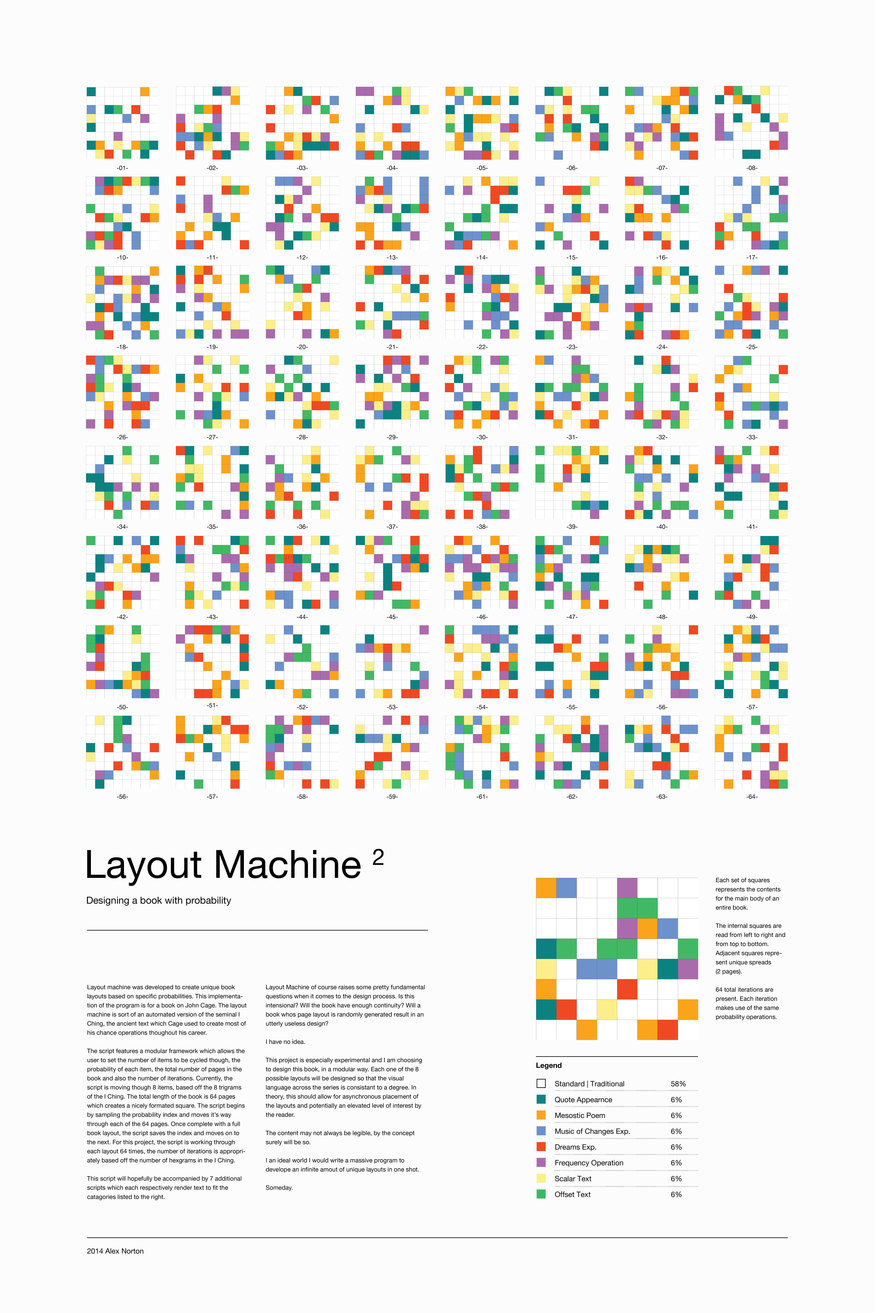 -01- -02- -03- -04- -05- -06- -07- -08-
-10- -11- -12- -13- -14- -15- -16- -17-
-18- -19- -20- -21- -22- -23- -24- -25-
-26- -27- -28- -29- -30- -31- -32- -33-
-34- -35- -36- -37- -38- -39- -40- -41-
-42- -43- -44- -45- -46- -47- -48- -49-
-50- -51- -52- -53- -54- -55- -56- -57-
-56- -57- -58- -59- -61- -62- -63- -64-
Layout Machine 2
Designing a book with probability
Layout machine was developed to create unique book
layouts based on specific probabilities. This implementa-
tion of the program is for a book on John Cage. The layout
machine is sort of an automated version of the seminal I
Ching, the ancient text which Cage used to create most of
his chance operations thoughout his career.
The script features a modular framework which allows the
user to set the number of items to be cycled though, the
probability of each item, the total number of pages in the
book and also the number of iterations. Currently, the
script is moving though 8 items, based off the 8 trigrams
of the I Ching. The total length of the book is 64 pages
which creates a nicely formated square. The script begins
by sampling the probability index and moves it's way
through each of the 64 pages. Once complete with a full
book layout, the script saves the index and moves on to
the next. For this project, the script is working through
each layout 64 times, the number of iterations is appropri-
ately based off the number of hexgrams in the I Ching.
This script will hopefully be accompanied by 7 additional
scripts which each respectively render text to fit the
catagories listed to the right.
Layout Machine of course raises some pretty fundamental
questions when it comes to the design process. Is this
intensional? Will the book have enough continuity? Will a
book whos page layout is randomly generated result in an
utterly useless design?
I have no idea.
This project is especially experimental and I am choosing
to design this book, in a modular way. Each one of the 8
possible layouts will be designed so that the visual
language across the series is consistant to a degree. In
theory, this should allow for asynchronous placement of
the layouts and potentially an elevated level of interest by
the reader.
The content may not always be legible, by the concept
surely will be so.
I an ideal world I would write a massive program to
develope an infinite amout of unique layouts in one shot.
Someday.
Each set of squares
represents the contents
for the main body of an
entire book.
The internal squares are
read from left to right and
from top to bottom.
Adjacent squares repre-
sent unique spreads
(2 pages).
64 total iterations are
present. Each iteration
makes use of the same
probability operations.
Legend
Standard | Traditional 58%
Quote Appearnce 6%
Mesostic Poem 6%
Music of Changes Exp. 6%
Dreams Exp. 6%
Frequency Operation 6%
Scalar Text 6%
Offset Text 6%
2014 Alex Norton